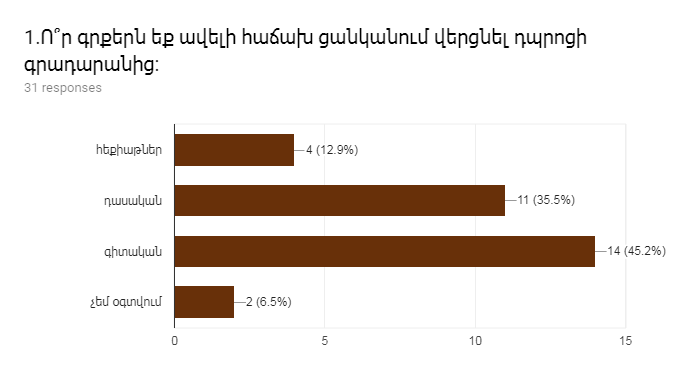 1.Ո՞ր գրքերն եք ավելի հաճախ ցանկանում վերցնել դպրոցի
գրադարանից:
31 responses
հեքիաթներ
4 (12.9%)
դասական
11 (35.5%)
գիտական
14 (45.2%)
չեմ օգտվում
2 (6.5%)
0 5 10 15